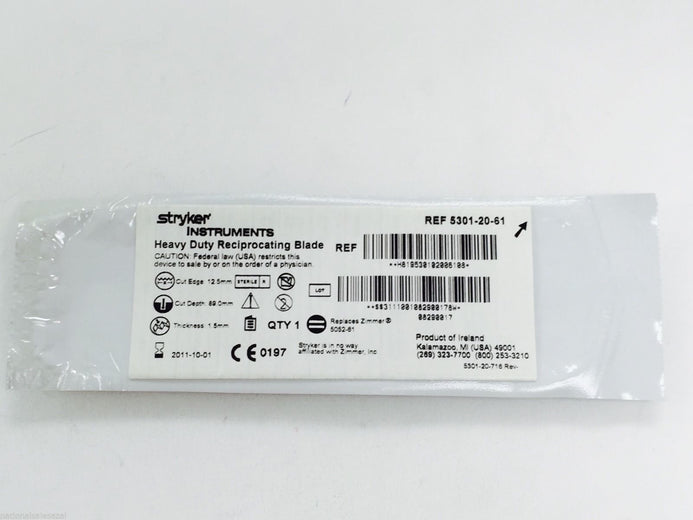 stryker
INSTRUMENTS
REF 5301-20-61
Heavy Duty Reciprocating Blade
REF
CAUTION: Federal law (USA) restricts this
device to sale by or on the order of a physician.
Cut Edge: 12.5mm
STERILE R
LOT
Cut Depth: 89.0mm
08290017
Thickness: 1.5mm
QTY 1
Replaces Zimmer®
5052-61
2011-10-01
CE 0197
Stryker is in no way
affiliated with Zimmer, Inc
Product of Ireland
Kalamazoo, MI (USA) 49001
(269) 323-7700 (800) 253-3210
5301-20-716 Rev-
nationalsalesazal